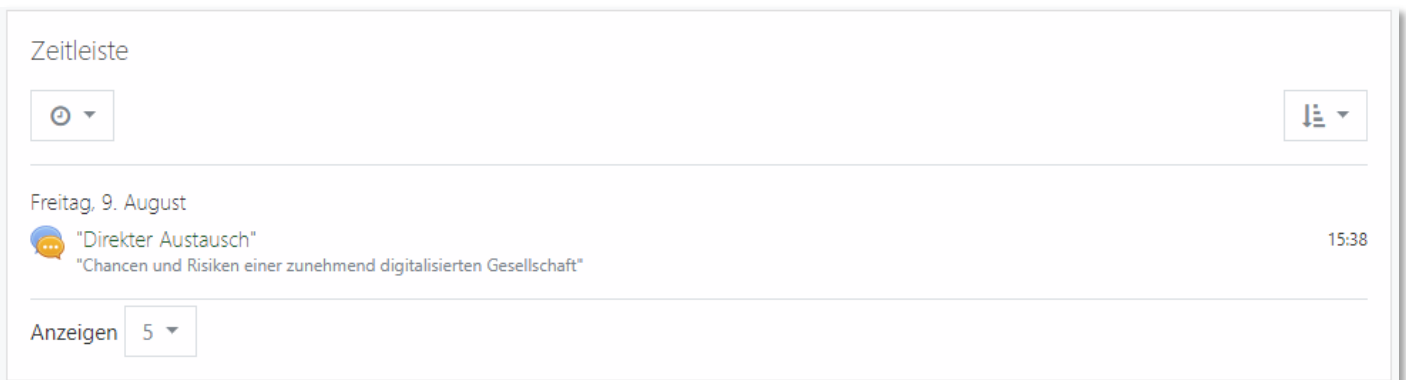 Zeitleiste
Freitag, 9. August
"Direkter Austausch"
15:38
"Chancen und Risiken einer zunehmend digitalisierten Gesellschaft"
Anzeigen 5